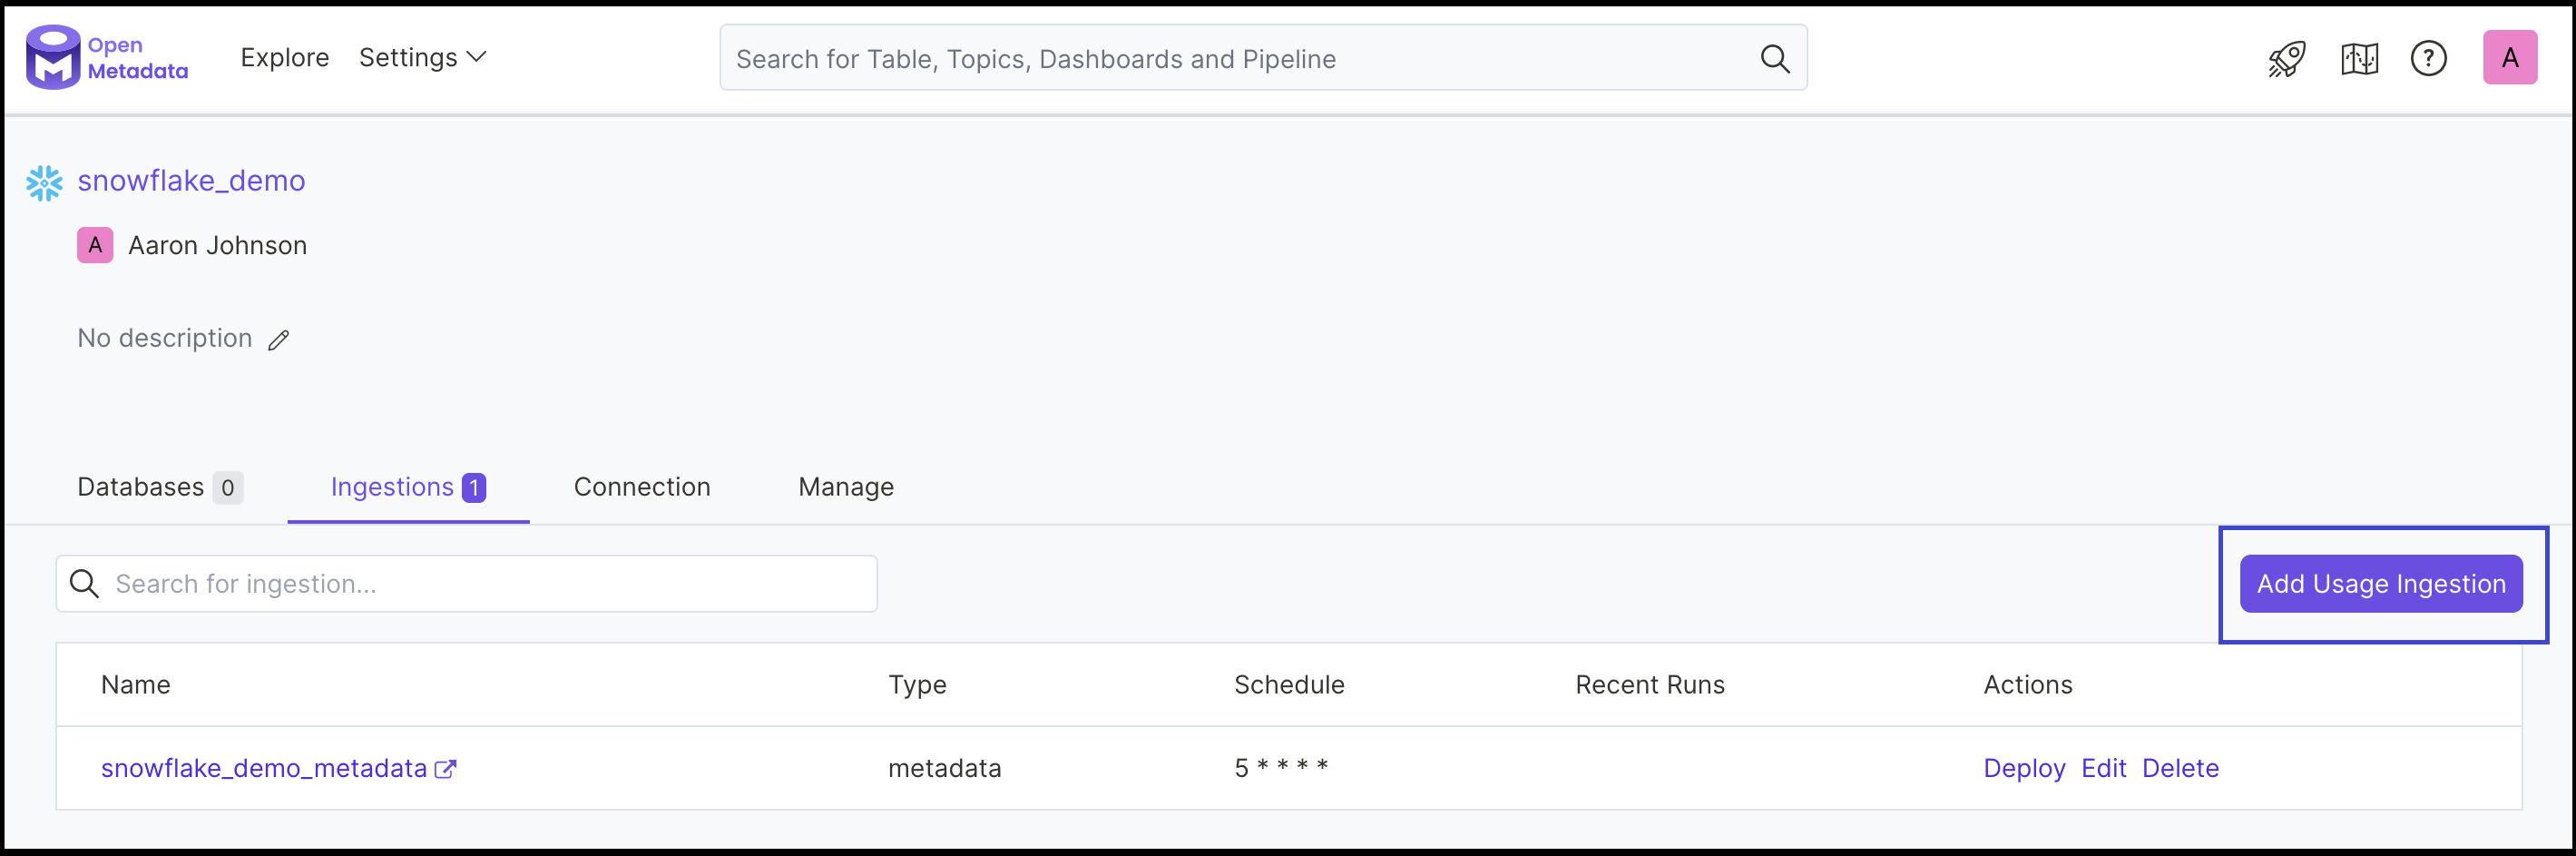 Open
Metadata
Explore Settings
Search for Table, Topics, Dashboards and Pipeline
?
A
snowflake_demo
A Aaron Johnson
No description
Databases 0 Ingestions 1 Connection Manage
Search for ingestion...
Add Usage Ingestion
Name Type Schedule Recent Runs Actions
snowflake_demo_metadata metadata 5 * * * * Deploy Edit Delete